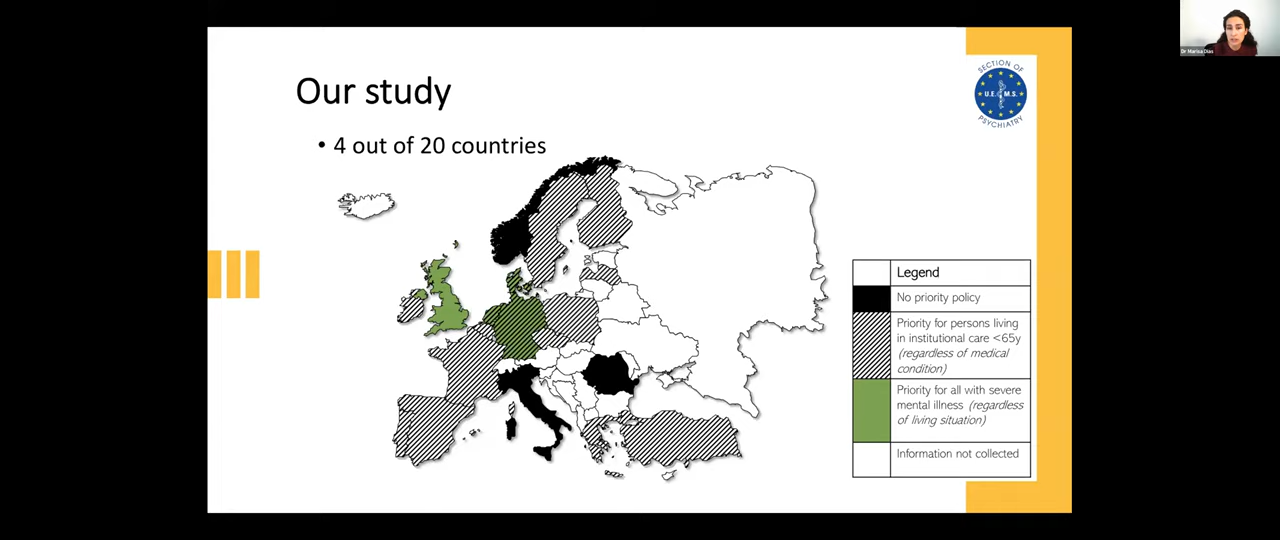 Dr Marisa Dias
Our study
SECTION OF
U.E.M.S.
PSYCHIATRY
• 4 out of 20 countries
Legend
No priority policy
Priority for persons living
in institutional care <65y
(regardless of medical
condition)
Priority for all with severe
mental illness (regardless
of living situation)
Information not collected